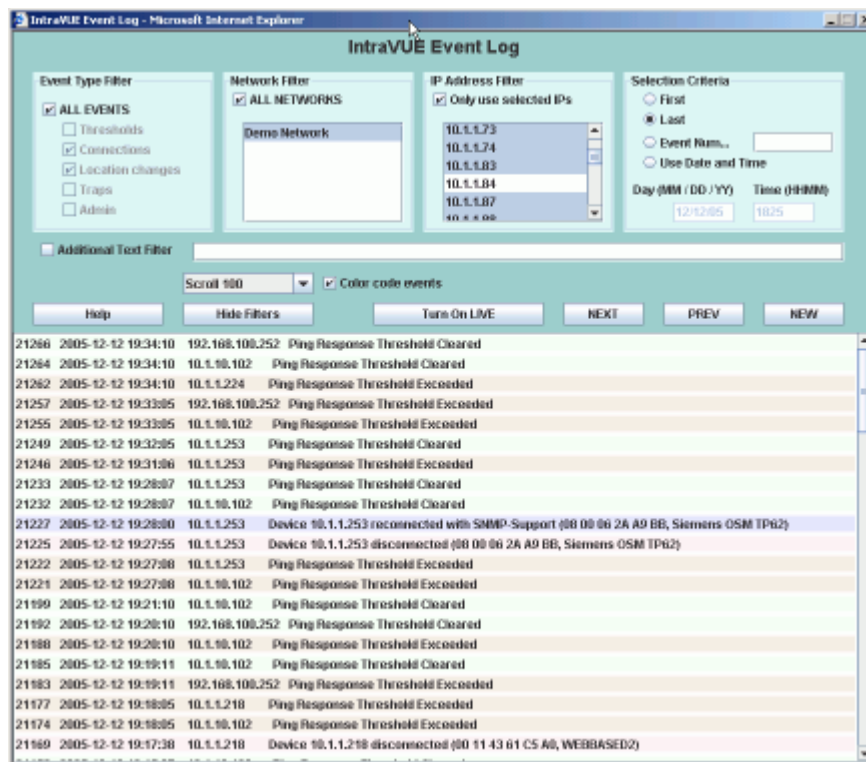 IntraVUE Event Log - Microsoft Internet Explorer
IntraVUE Event Log
Event Type Filter
ALL EVENTS
Thresholds
Connections
Location changes
Traps
Admin
Network Filter
ALL NETWORKS
Demo Network
IP Address Filter
Only use selected IPs
10.1.1.73
10.1.1.74
10.1.1.83
10.1.1.84
10.1.1.87
Selection Criteria
First
Last
Event Num...
Use Date and Time
Day (MM / DD / YY) Time (HHMM)
12/12/05 1825
Additional Text Filter
Scroll 100 Color code events
Help Hide Filters Turn On LIVE NEXT PREV NEW
21266 2005-12-12 19:34:10 192.168.100.252 Ping Response Threshold Cleared
21264 2005-12-12 19:34:10 10.1.10.102 Ping Response Threshold Cleared
21262 2005-12-12 19:34:10 10.1.1.224 Ping Response Threshold Exceeded
21257 2005-12-12 19:33:05 192.168.100.252 Ping Response Threshold Exceeded
21255 2005-12-12 19:33:05 10.1.10.102 Ping Response Threshold Exceeded
21249 2005-12-12 19:32:05 10.1.1.253 Ping Response Threshold Cleared
21246 2005-12-12 19:31:06 10.1.1.253 Ping Response Threshold Exceeded
21233 2005-12-12 19:28:07 10.1.1.253 Ping Response Threshold Cleared
21232 2005-12-12 19:28:07 10.1.10.102 Ping Response Threshold Cleared
21227 2005-12-12 19:28:00 10.1.1.253 Device 10.1.1.253 reconnected with SNMP-Support (08 00 06 2A A9 BB, Siemens OSM TP62)
21225 2005-12-12 19:27:55 10.1.1.253 Device 10.1.1.253 disconnected (08 00 06 2A A9 BB, Siemens OSM TP62)
21222 2005-12-12 19:27:08 10.1.1.253 Ping Response Threshold Exceeded
21221 2005-12-12 19:27:08 10.1.10.102 Ping Response Threshold Exceeded
21199 2005-12-12 19:21:10 10.1.10.102 Ping Response Threshold Cleared
21192 2005-12-12 19:20:10 192.168.100.252 Ping Response Threshold Cleared
21188 2005-12-12 19:20:10 10.1.10.102 Ping Response Threshold Exceeded
21185 2005-12-12 19:19:11 10.1.10.102 Ping Response Threshold Cleared
21183 2005-12-12 19:19:11 192.168.100.252 Ping Response Threshold Exceeded
21177 2005-12-12 19:18:05 10.1.1.218 Ping Response Threshold Exceeded
21174 2005-12-12 19:18:05 10.1.10.102 Ping Response Threshold Exceeded
21169 2005-12-12 19:17:38 10.1.1.218 Device 10.1.1.218 disconnected (00 11 43 61 C5 A0, WEBBASED2)